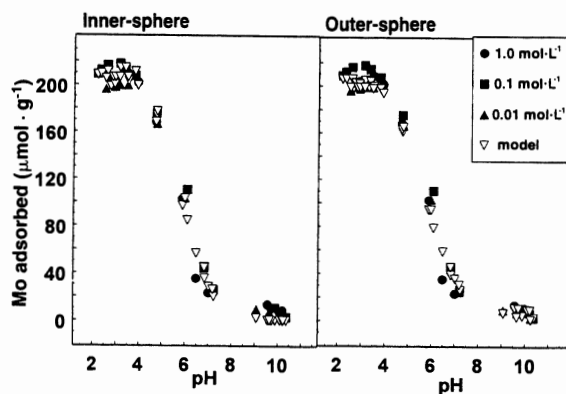 Inner-sphere
Outer-sphere
1.0 mol·L⁻¹
0.1 mol·L⁻¹
0.01 mol·L⁻¹
model
Mo adsorbed (μmol · g⁻¹)
200
160
120
80
40
0
2 4 6 8 10
2 4 6 8 10
pH
pH